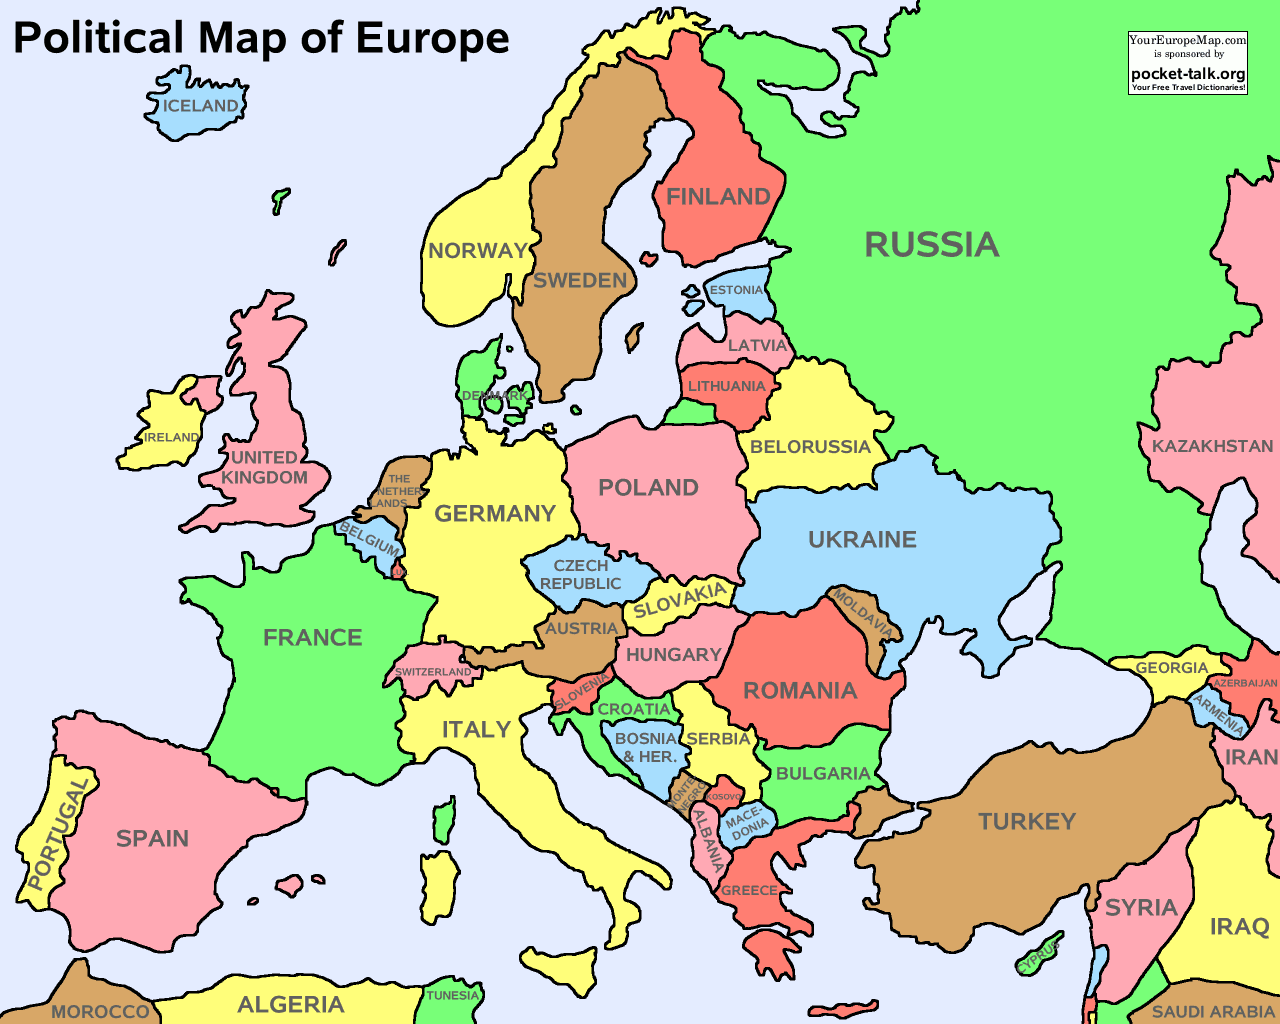 Political Map of Europe
YourEuropeMap.com
is sponsored by
pocket-talk.org
Your Free Travel Dictionaries!
ICELAND
FINLAND
RUSSIA
NORWAY
SWEDEN
ESTONIA
LATVIA
LITHUANIA
DENMARK
IRELAND
UNITED
KINGDOM
BELORUSSIA
KAZAKHSTAN
THE
NETHER
LANDS
POLAND
GERMANY
BELGIUM
UKRAINE
LUX
CZECH
REPUBLIC
SLOVAKIA
MOLDAVIA
FRANCE
AUSTRIA
HUNGARY
SWITZERLAND
GEORGIA
AZERBAIJAN
ROMANIA
SLOVENIA
CROATIA
ARMENIA
ITALY
BOSNIA
& HER.
SERBIA
IRAN
BULGARIA
MONTE
NEGRO
KOSOVO
PORTUGAL
SPAIN
MACE-
DONIA
ALBANIA
TURKEY
GREECE
SYRIA
IRAQ
CYPRUS
MOROCCO
ALGERIA
TUNESIA
SAUDI ARABIA